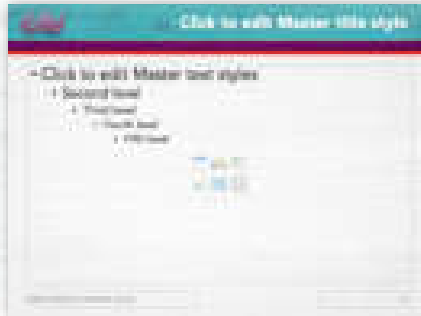 Click to edit Master title style
• Click to edit Master text styles
• Second level
• Third level
• Fourth level
• Fifth level